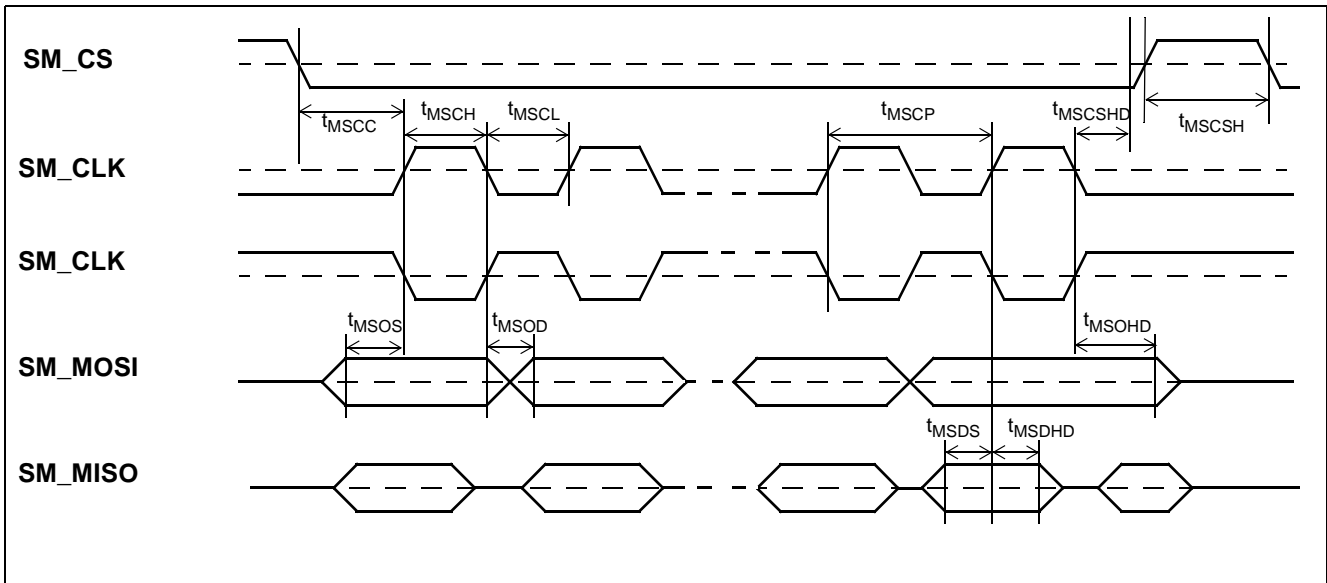 SM_CS
tMSCC
tMSCH
tMSCL
tMSCP
tMSCSHD
tMSCSH
SM_CLK
SM_CLK
tMSOS
tMSOD
tMSOHD
SM_MOSI
tMSDS
tMSDHD
SM_MISO